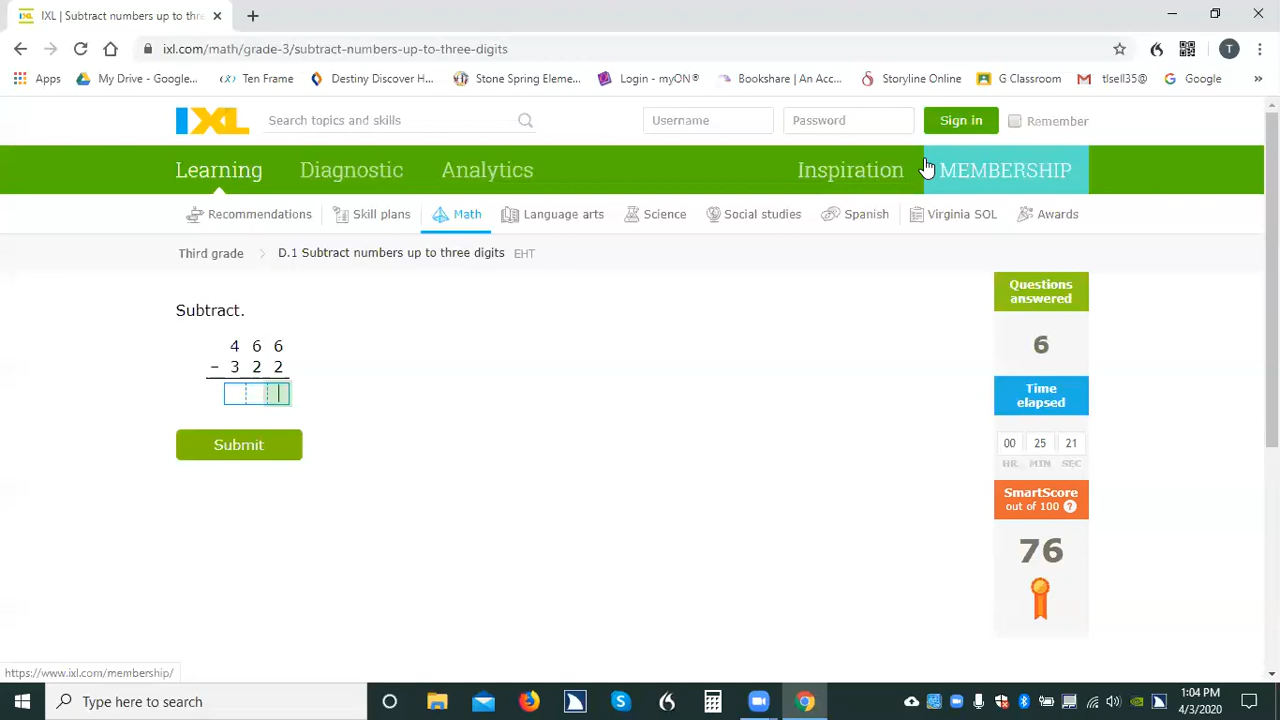 IXL | Subtract numbers up to thre
ixl.com/math/grade-3/subtract-numbers-up-to-three-digits
T
Apps
My Drive - Google...
Ten Frame
Destiny Discover H...
Stone Spring Eleme...
Login - myON®
Bookshare | An Acc...
Storyline Online
G Classroom
tlsell35@
Google
»
IXL
Search topics and skills
Username
Password
Sign in
Remember
Learning
Diagnostic
Analytics
Inspiration
MEMBERSHIP
Recommendations
Skill plans
Math
Language arts
Science
Social studies
Spanish
Virginia SOL
Awards
Third grade
D.1 Subtract numbers up to three digits
EHT
Subtract.
4 6 6
- 3 2 2
Submit
Questions
answered
6
Time
elapsed
00 25 21
HR MIN SEC
SmartScore
out of 100 ?
76
https://www.ixl.com/membership/
Type here to search
1:04 PM
4/3/2020